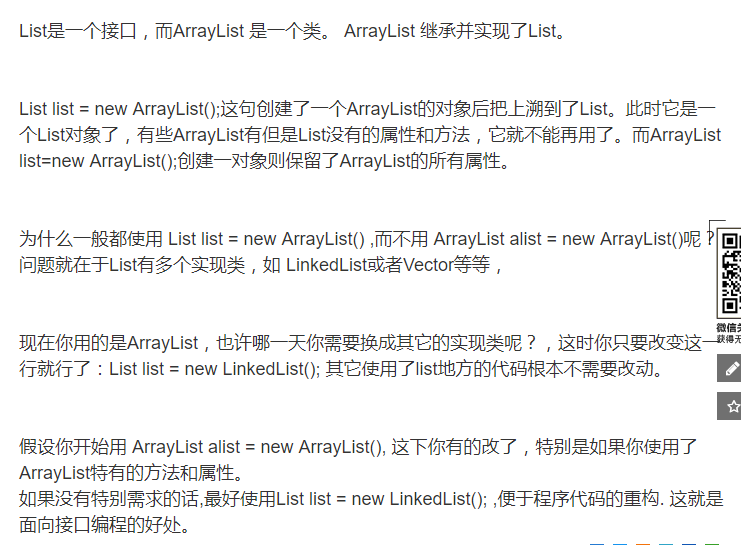 List是一个接口，而ArrayList 是一个类。 ArrayList 继承并实现了List。
List list = new ArrayList();这句创建了一个ArrayList的对象后把上溯到了List。此时它是一
个List对象了，有些ArrayList有但是List没有的属性和方法，它就不能再用了。而ArrayList
list=new ArrayList();创建一对象则保留了ArrayList的所有属性。
为什么一般都使用 List list = new ArrayList() ,而不用 ArrayList alist = new ArrayList()呢？
问题就在于List有多个实现类，如 LinkedList或者Vector等等，
现在你用的是ArrayList，也许哪一天你需要换成其它的实现类呢？，这时你只要改变这一
行就行了：List list = new LinkedList(); 其它使用了list地方的代码根本不需要改动。
假设你开始用 ArrayList alist = new ArrayList(), 这下你有的改了，特别是如果你使用了
ArrayList特有的方法和属性。
如果没有特别需求的话,最好使用List list = new LinkedList(); ,便于程序代码的重构. 这就是
面向接口编程的好处。
微信关
获得无